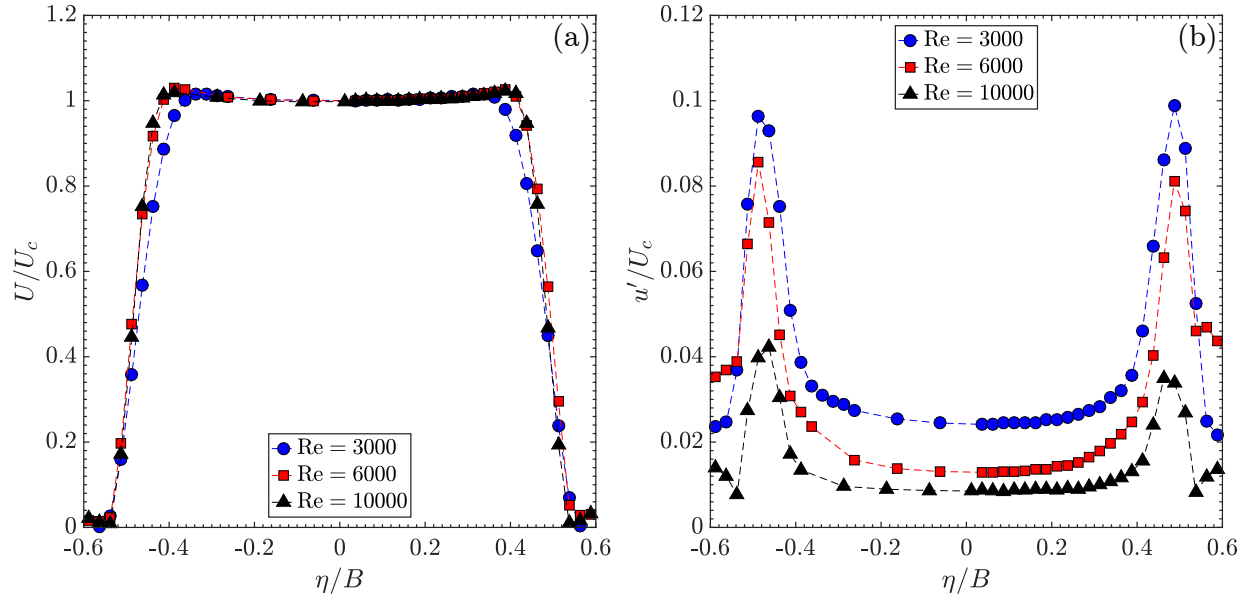 (a)
U/U_c
1.2
1
0.8
0.6
0.4
0.2
0
Re = 3000
Re = 6000
Re = 10000
-0.6 -0.4 -0.2 0 0.2 0.4 0.6
η/B
(b)
u′/U_c
0.12
0.1
0.08
0.06
0.04
0.02
0
Re = 3000
Re = 6000
Re = 10000
-0.6 -0.4 -0.2 0 0.2 0.4 0.6
η/B